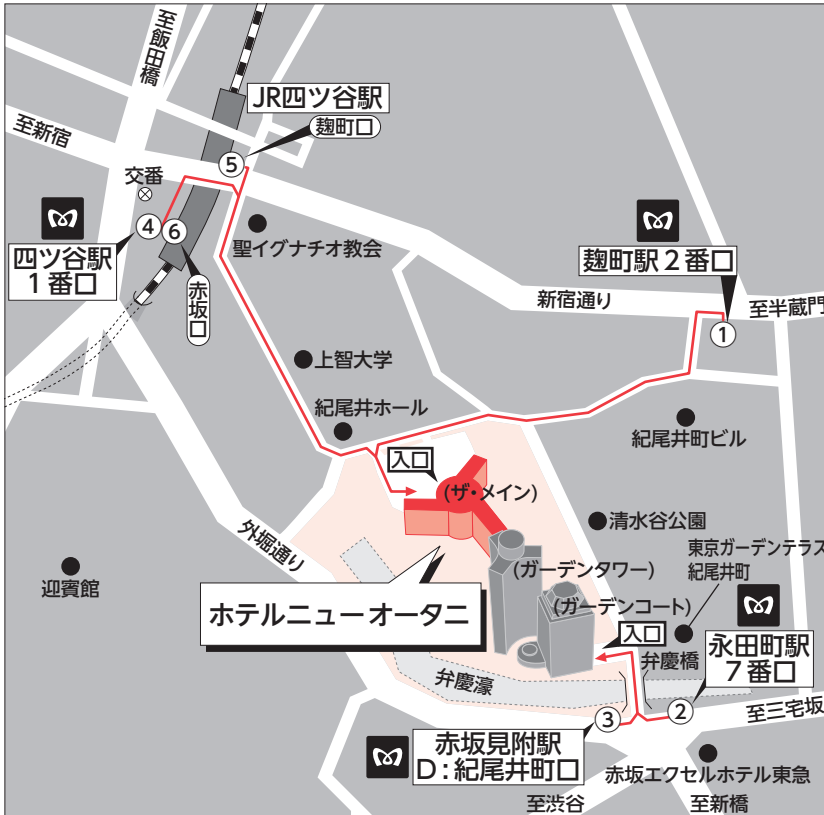 至飯田橋
JR四ツ谷駅
麹町口
至新宿
⑤
交番
④
⑥
四ツ谷駅
1番口
聖イグナチオ教会
赤坂口
麹町駅2番口
新宿通り
至半蔵門
①
上智大学
紀尾井ホール
紀尾井町ビル
入口
(ザ・メイン)
外堀通り
清水谷公園
東京ガーデンテラス
紀尾井町
迎賓館
(ガーデンタワー)
ホテルニューオータニ
(ガーデンコート)
入口
弁慶橋
永田町駅
7番口
弁慶濠
③
②
至三宅坂
赤坂見附駅
D:紀尾井町口
赤坂エクセルホテル東急
至渋谷
至新橋